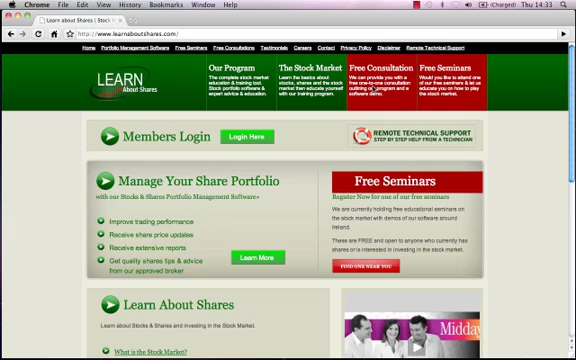 Chrome File Edit View History Bookmarks Window Help
(Charged) Thu 14:33
Learn about Shares | Stock
http://www.learnaboutshares.com/
Home Portfolio Management Software Free Seminars Free Consultations Testimonials Careers Contact Privacy Policy Disclaimer Remote Technical Support
LEARN
About Shares
Our Program
The complete stock market
education & training tool.
Stock portfolio software &
expert advice & education.
The Stock Market
Learn the basics about
stocks, shares and the stock
market then educate yourself
with our training program.
Free Consultation
We can provide you with a
free one-to-one consultation
outlining our program and a
software demo.
Free Seminars
Would you like to attend one
of our free seminars & let us
educate you on how to play
the stock market.
Members Login
Login Here
REMOTE TECHNICAL SUPPORT
STEP BY STEP HELP FROM A TECHNICIAN
Manage Your Share Portfolio
with our Stocks & Shares Portfolio Management Software»
Improve trading performance
Receive share price updates
Receive extensive reports
Get quality shares tips & advice
from our approved broker
Learn More
Free Seminars
Register Now for one of our free seminars
We are currently holding free educational seminars on
the stock market with demos of our software around
Ireland.
These are FREE and open to anyone who currently has
shares or is interested in investing in the stock market.
FIND ONE NEAR YOU
Learn About Shares
Learn about Stocks & Shares and investing in the Stock Market.
What is the Stock Market?
Midday